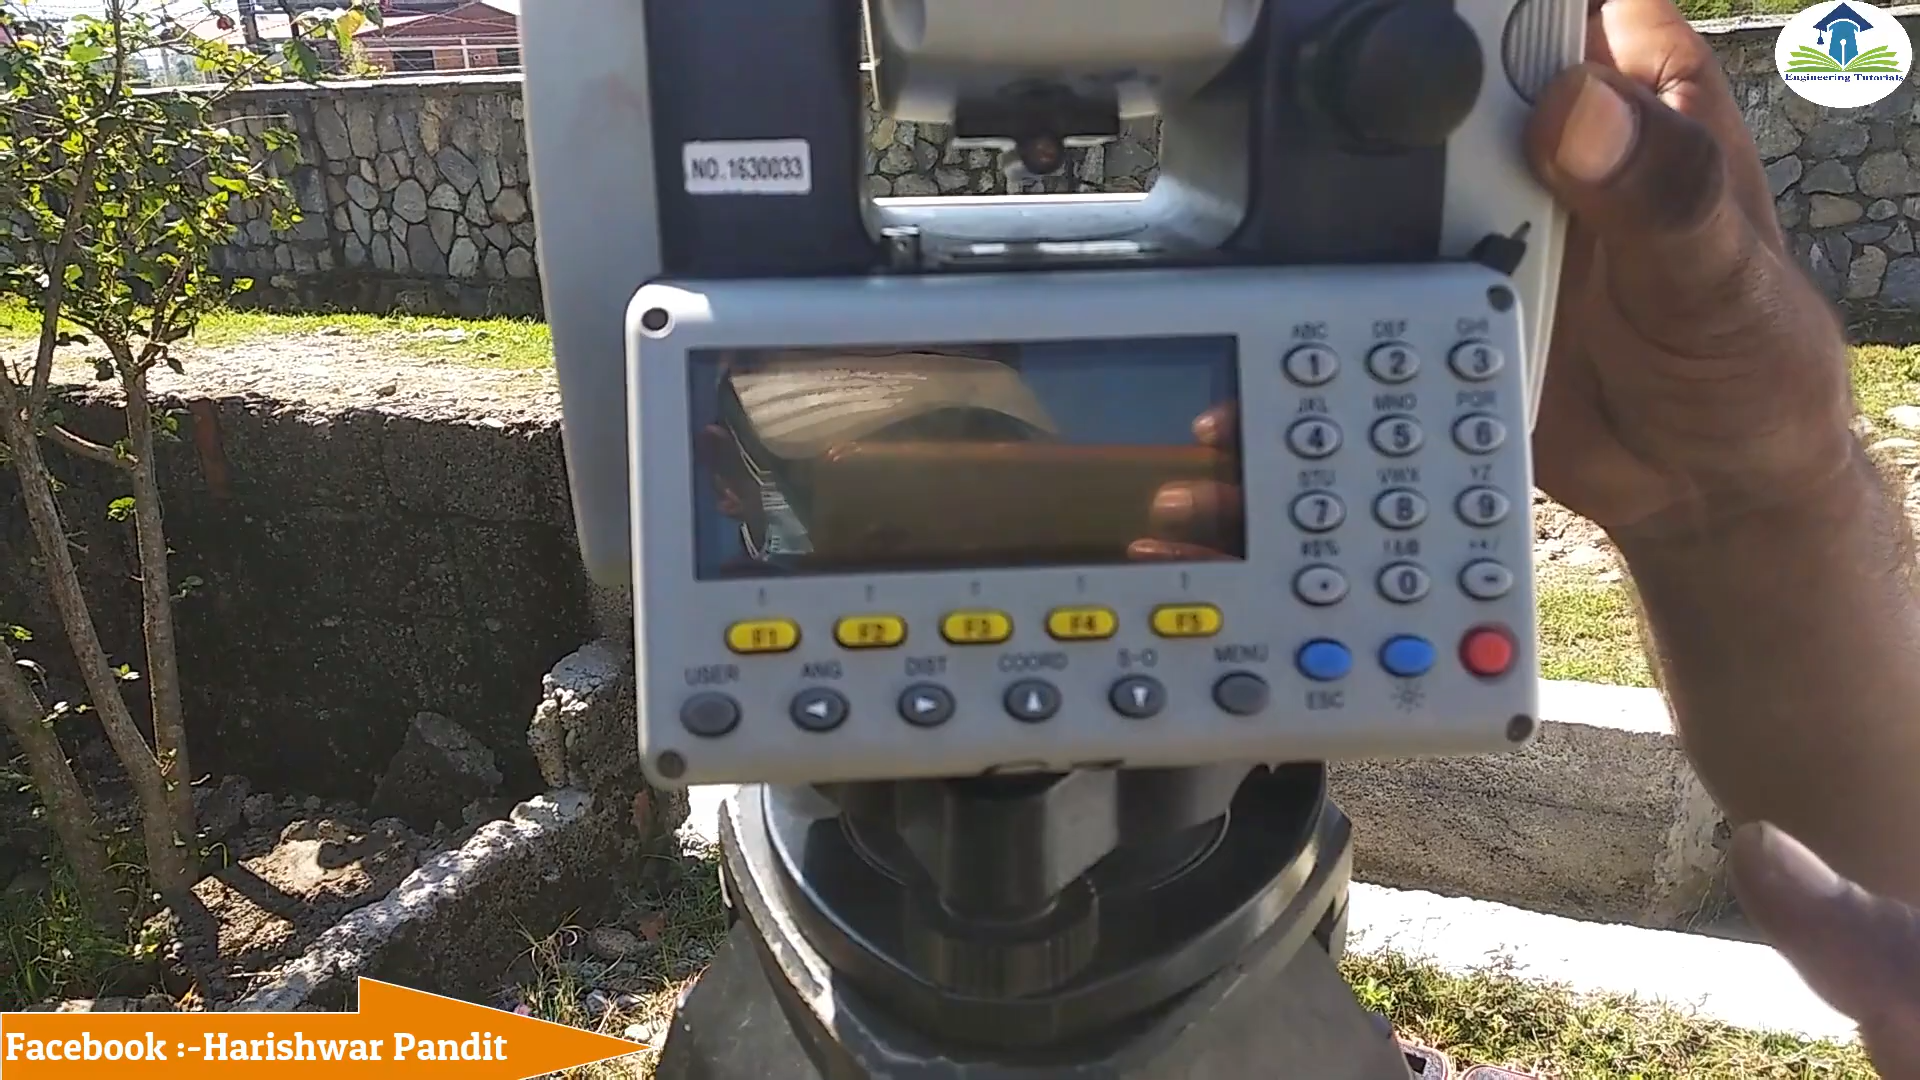 Engineering Tutorials
NO.1630033
ABC DEF GHI
1 2 3
JKL MNO PQR
4 5 6
STU VWX YZ
7 8 9
#$%
. 0 -
F1 F2 F3 F4 F5
USER ANG DIST COORD S-O MENU
ESC
Facebook :-Harishwar Pandit